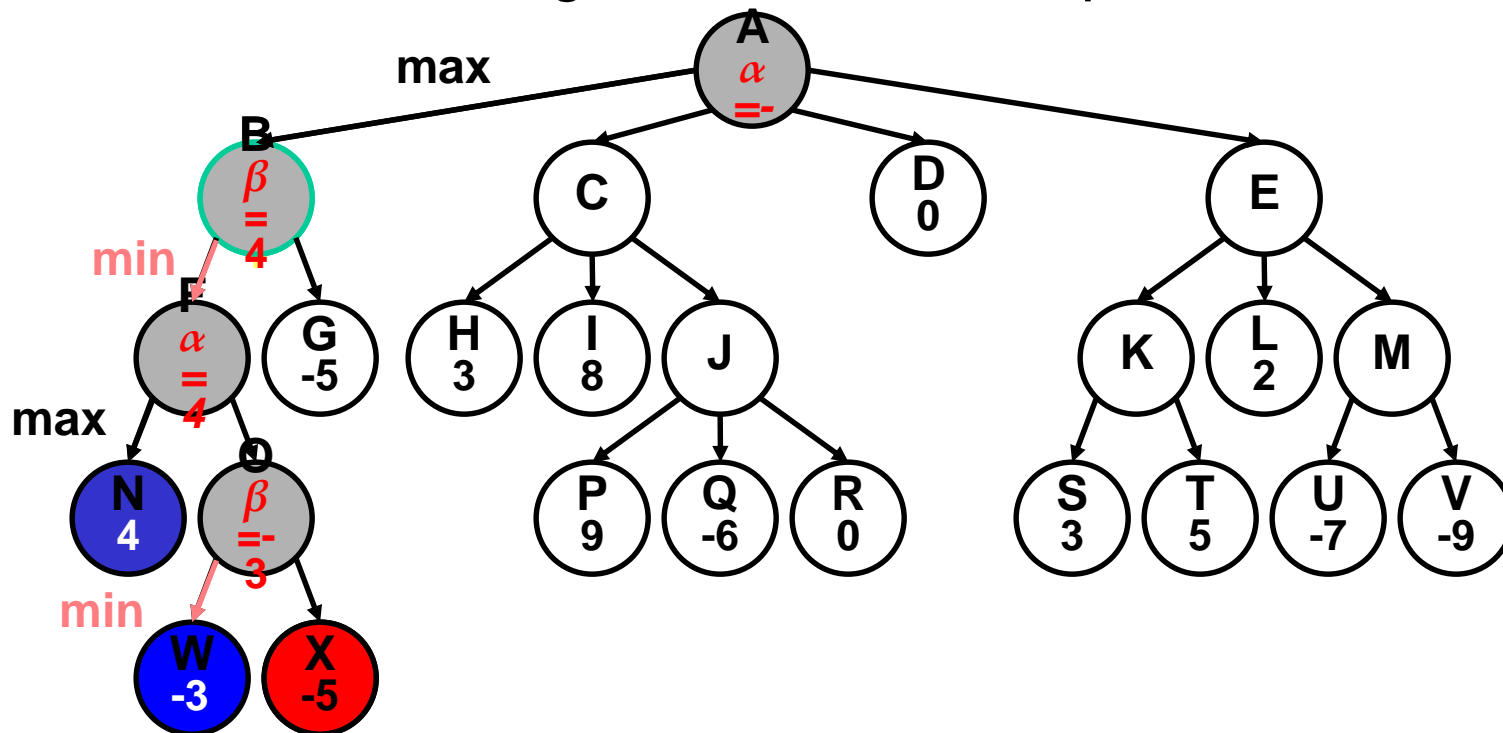 A
α
=-
max
B
β
=
4
C
D
0
E
min
F
α
=
4
G
-5
H
3
I
8
J
K
L
2
M
max
N
4
O
β
=-
3
P
9
Q
-6
R
0
S
3
T
5
U
-7
V
-9
min
W
-3
X
-5